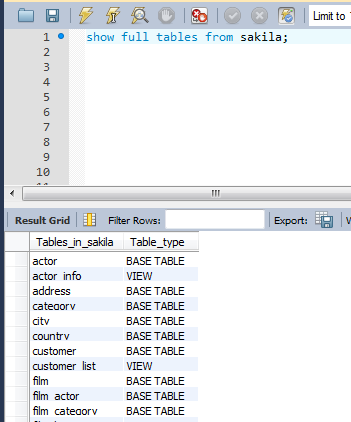 Limit to
1 show full tables from sakila;
2
3
4
5
6
7
8
9
10
Result Grid Filter Rows: Export:
Tables_in_sakila Table_type
actor BASE TABLE
actor_info VIEW
address BASE TABLE
category BASE TABLE
city BASE TABLE
country BASE TABLE
customer BASE TABLE
customer_list VIEW
film BASE TABLE
film_actor BASE TABLE
film_category BASE TABLE